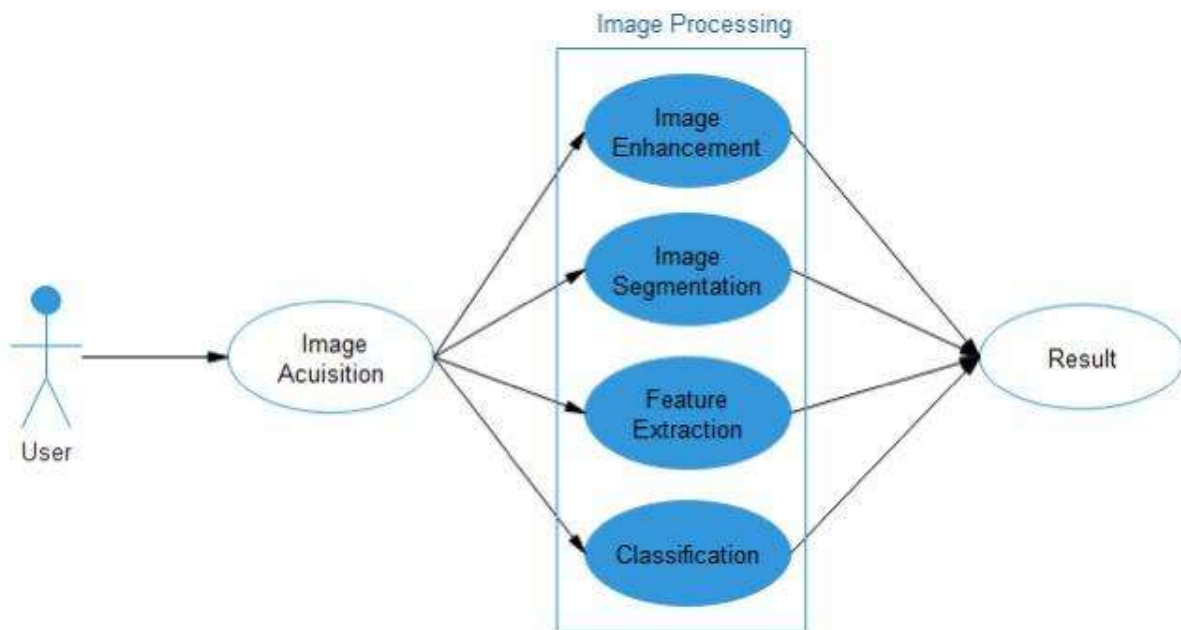 Image Processing
Image
Enhancement
Image
Segmentation
Image
Acuisition
Feature
Extraction
Result
User
Classification